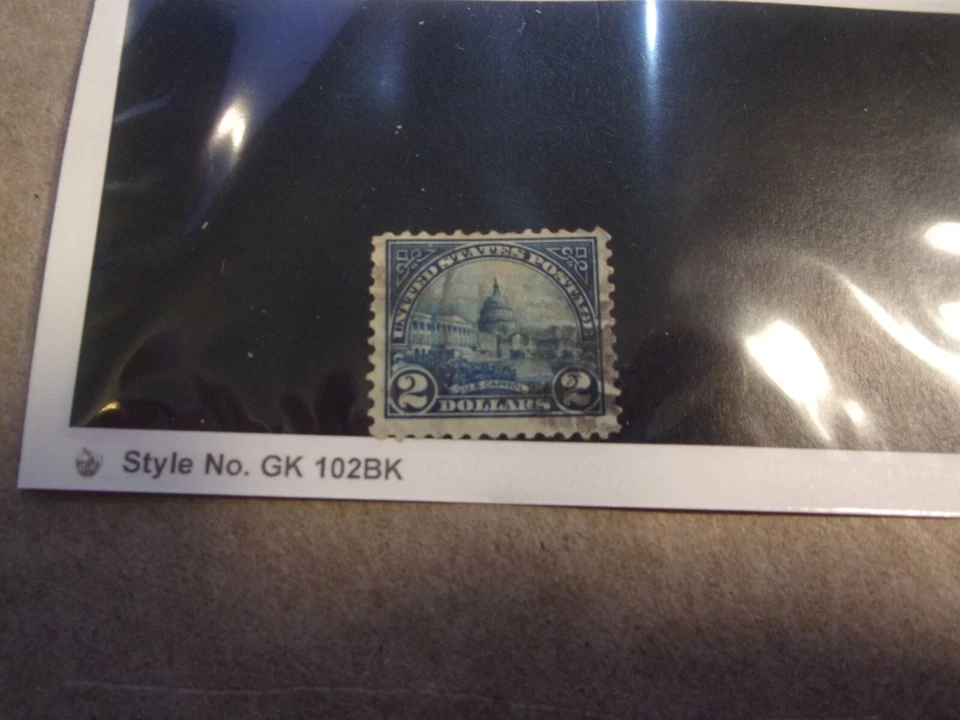 UNITED STATES POSTAGE
U.S. CAPITOL
2 DOLLARS 2
Style No. GK 102BK